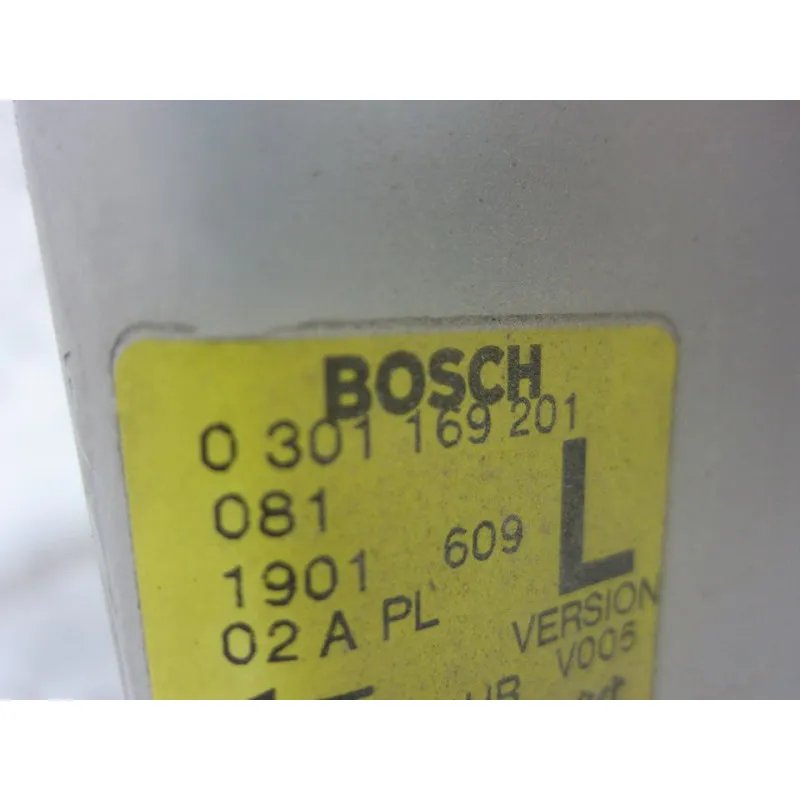 BOSCH
0 301 169 201
081
1901 609 L
02 A PL VERSION
V005